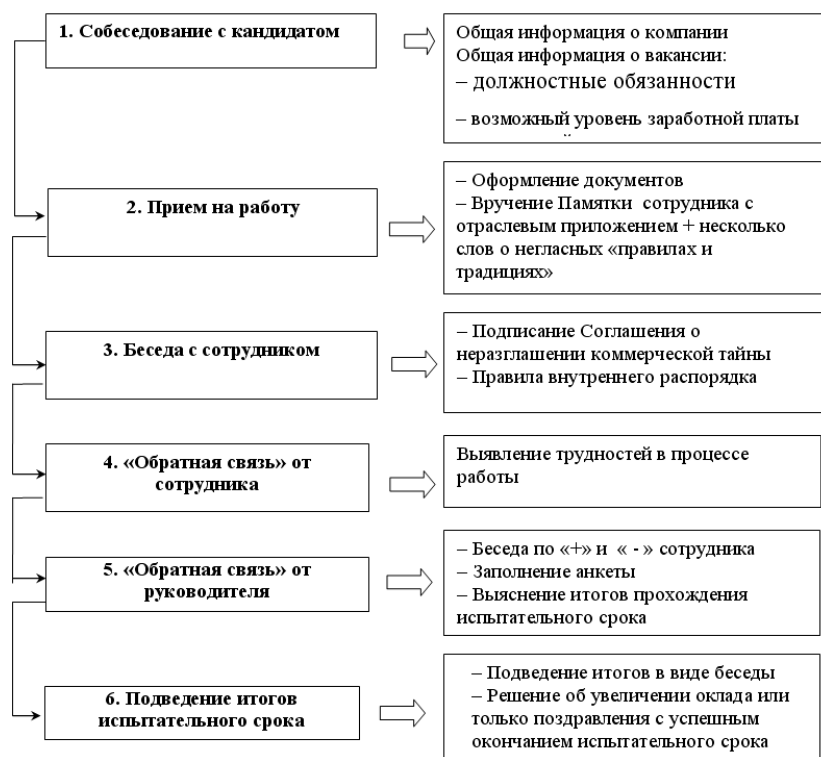 1. Собеседование с кандидатом
Общая информация о компании
Общая информация о вакансии:
– должностные обязанности
– возможный уровень заработной платы
2. Прием на работу
– Оформление документов
– Вручение Памятки сотрудника с
отраслевым приложением + несколько
слов о негласных «правилах и
традициях»
3. Беседа с сотрудником
– Подписание Соглашения о
неразглашении коммерческой тайны
– Правила внутреннего распорядка
4. «Обратная связь» от
сотрудника
Выявление трудностей в процессе
работы
5. «Обратная связь» от
руководителя
– Беседа по «+» и « - » сотрудника
– Заполнение анкеты
– Выяснение итогов прохождения
испытательного срока
6. Подведение итогов
испытательного срока
– Подведение итогов в виде беседы
– Решение об увеличении оклада или
только поздравления с успешным
окончанием испытательного срока